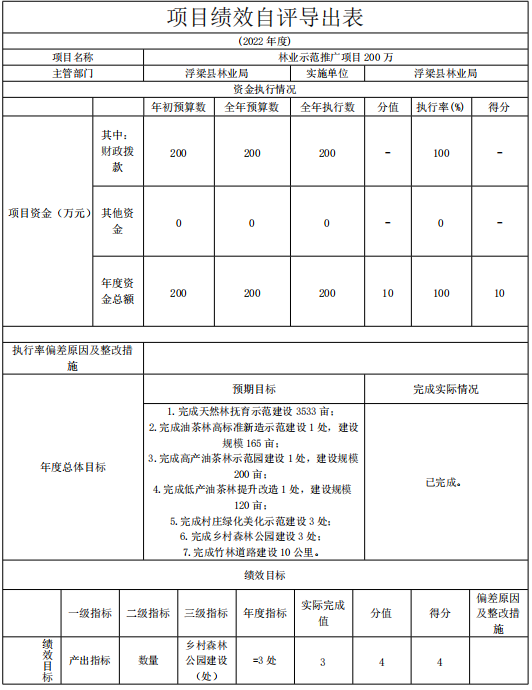 项目绩效自评导出表
(2022 年度)
项目名称 林业示范推广项目 200 万
主管部门 浮梁县林业局 实施单位 浮梁县林业局
资金执行情况
年初预算数 全年预算数 全年执行数 分值 执行率(%) 得分
项目资金（万元）
其中：
财政拨
款
200 200 200 - 100 -
其他资
金
0 0 0 - 0 -
年度资
金总额
200 200 200 10 100 10
执行率偏差原因及整改措
施
年度总体目标
预期目标 完成实际情况
1.完成天然林抚育示范建设 3533 亩；
2.完成油茶林高标准新造示范建设 1 处，建设
规模 165 亩；
3.完成高产油茶林示范园建设 1 处，建设规模
200 亩；
4.完成低产油茶林提升改造 1 处，建设规模
120 亩；
5.完成村庄绿化美化示范建设 3 处；
6.完成乡村森林公园建设 3 处；
7.完成竹林道路建设 10 公里。
已完成。
绩效目标
一级指标 二级指标 三级指标 年度指标 实际完成
值 分值 得分 偏差原因
及整改措
施
绩效目标
产出指标 数量 乡村森林
公园建设
（处） =3 处 3 4 4